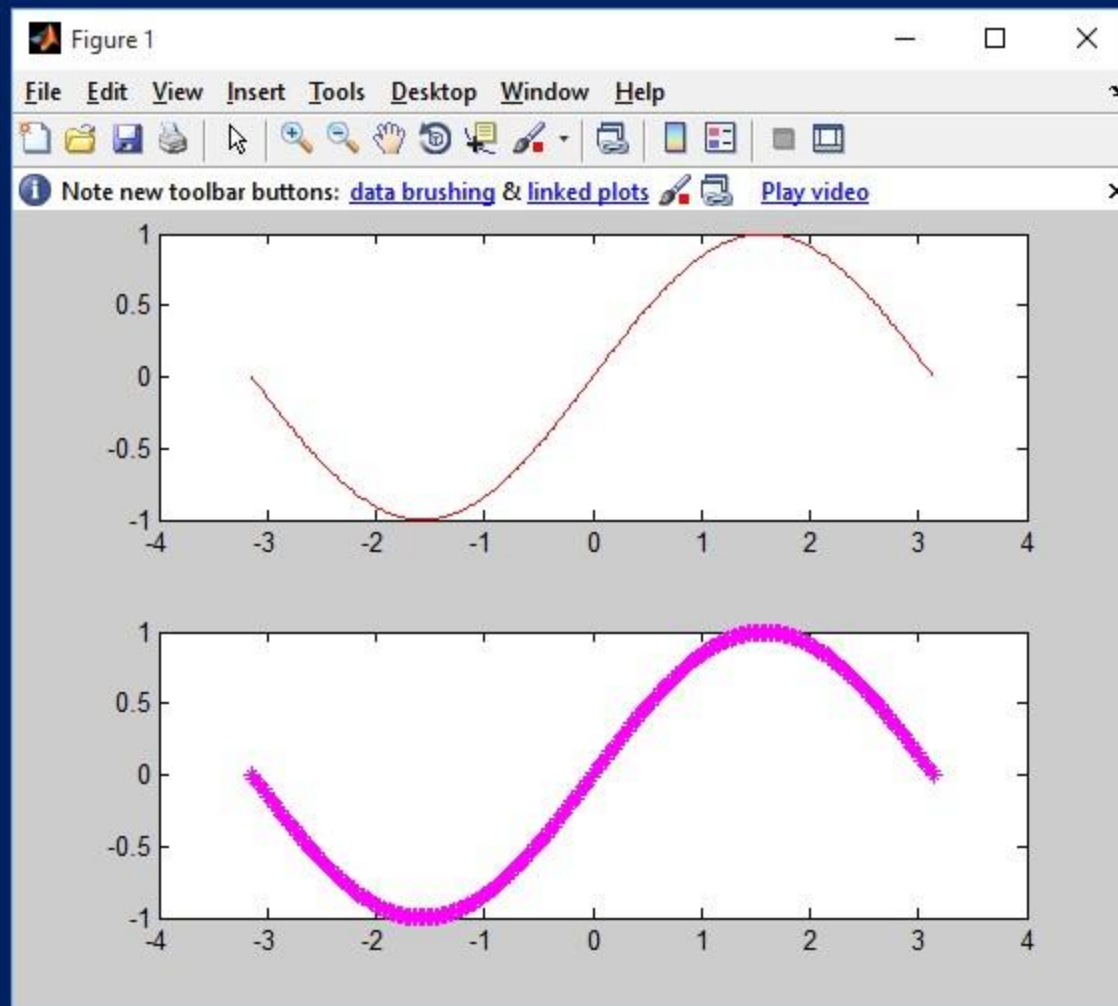 Figure 1
File Edit View Insert Tools Desktop Window Help
Note new toolbar buttons: data brushing & linked plots Play video
1
0.5
0
-0.5
-1
-4 -3 -2 -1 0 1 2 3 4
1
0.5
0
-0.5
-1
-4 -3 -2 -1 0 1 2 3 4